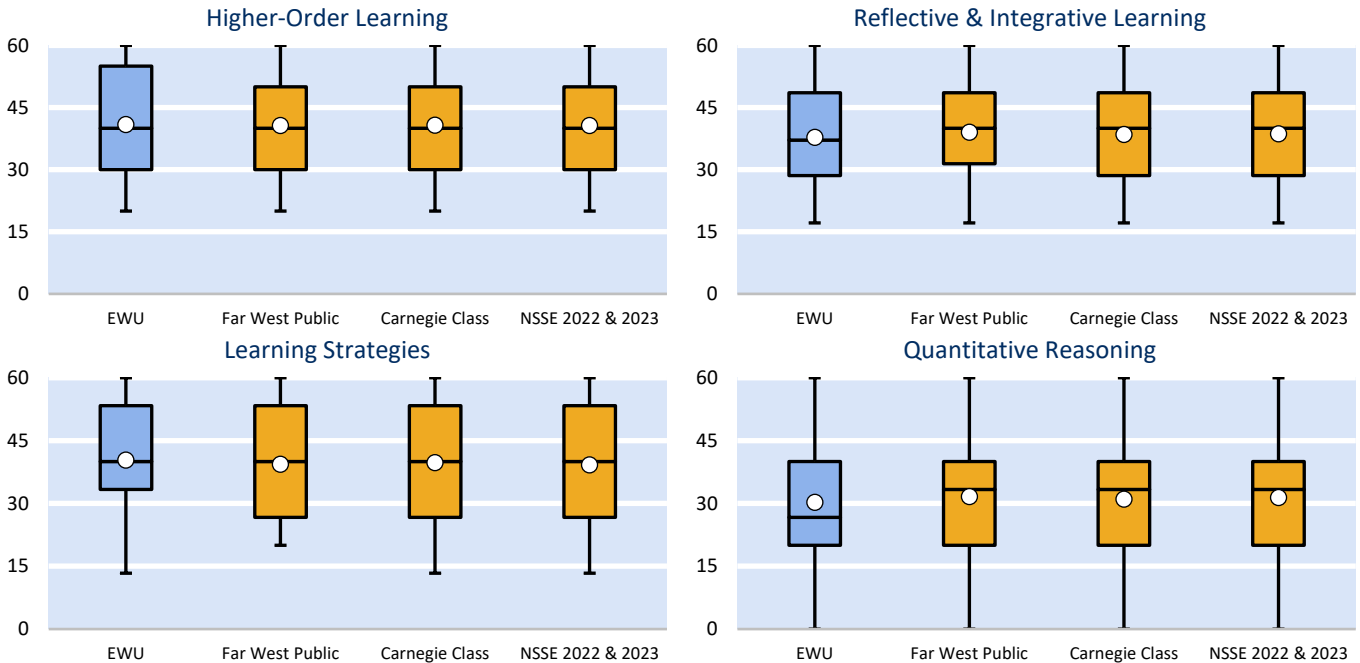 Higher-Order Learning
60
45
30
15
0
EWU Far West Public Carnegie Class NSSE 2022 & 2023
Reflective & Integrative Learning
60
45
30
15
0
EWU Far West Public Carnegie Class NSSE 2022 & 2023
Learning Strategies
60
45
30
15
0
EWU Far West Public Carnegie Class NSSE 2022 & 2023
Quantitative Reasoning
60
45
30
15
0
EWU Far West Public Carnegie Class NSSE 2022 & 2023